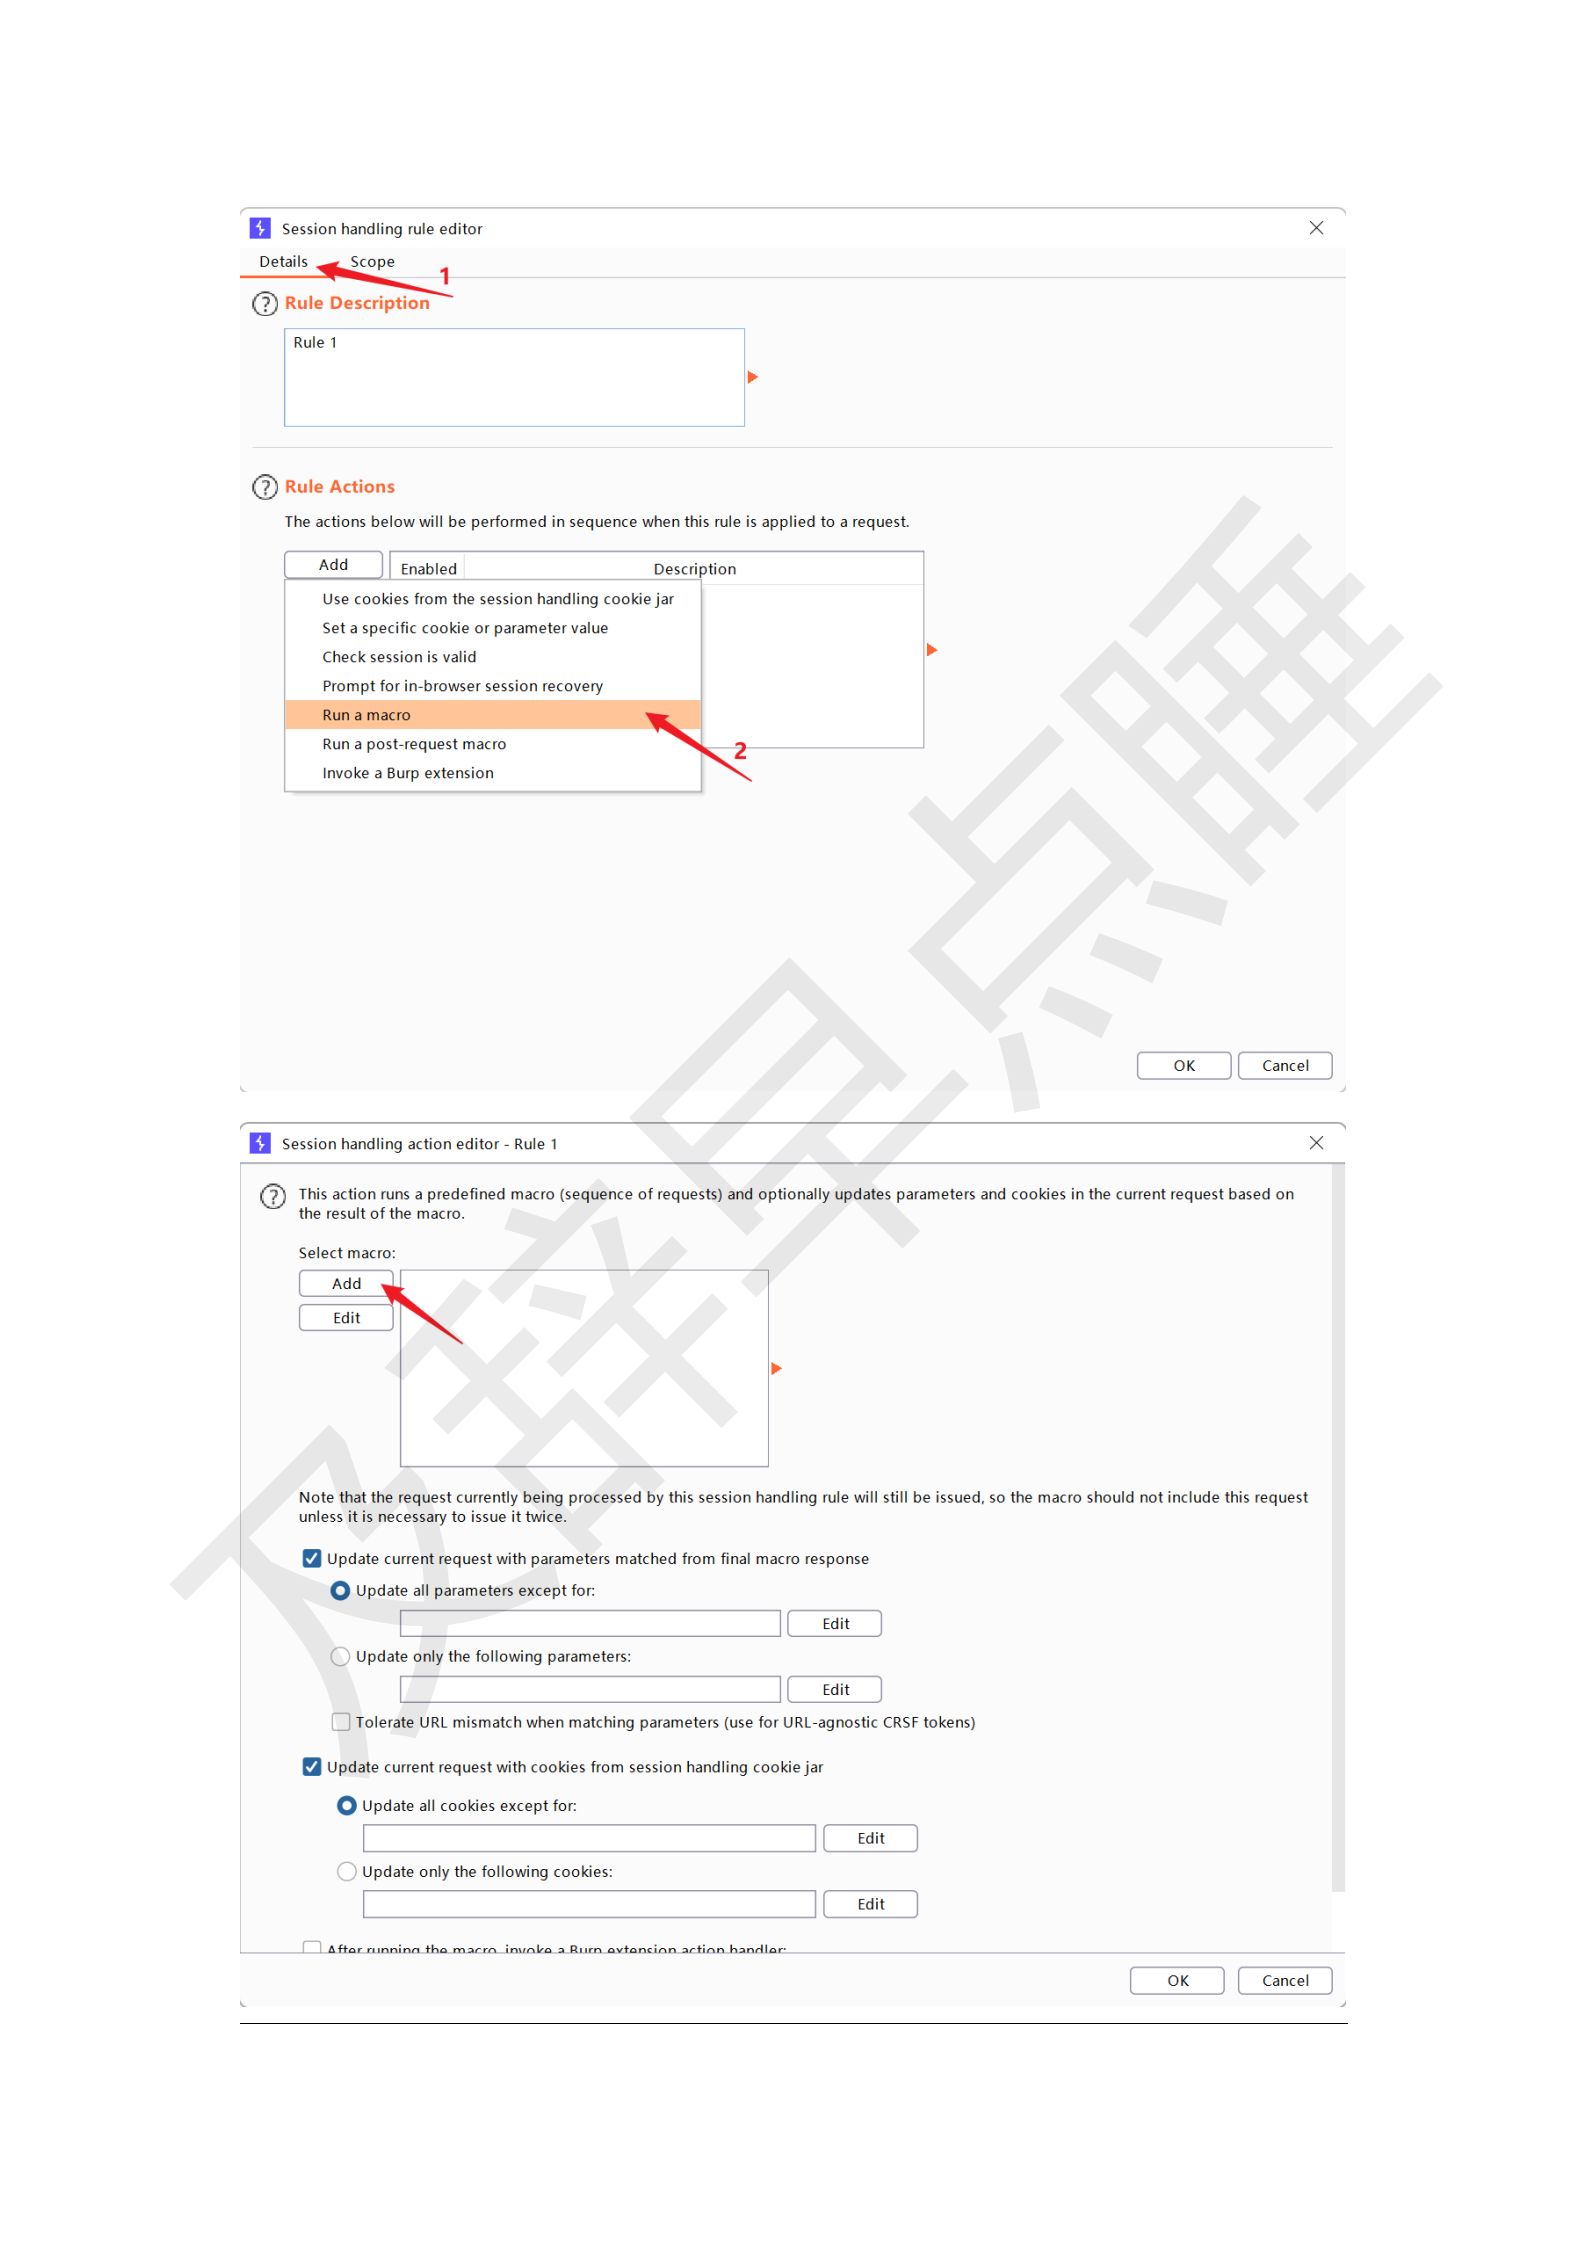 Session handling rule editor
Details Scope
1
Rule Description
Rule 1
Rule Actions
The actions below will be performed in sequence when this rule is applied to a request.
Add Enabled Description
Use cookies from the session handling cookie jar
Set a specific cookie or parameter value
Check session is valid
Prompt for in-browser session recovery
Run a macro
2
Run a post-request macro
Invoke a Burp extension
OK Cancel
Session handling action editor - Rule 1
This action runs a predefined macro (sequence of requests) and optionally updates parameters and cookies in the current request based on
the result of the macro.
Select macro:
Add
Edit
Note that the request currently being processed by this session handling rule will still be issued, so the macro should not include this request
unless it is necessary to issue it twice.
Update current request with parameters matched from final macro response
Update all parameters except for:
Edit
Update only the following parameters:
Edit
Tolerate URL mismatch when matching parameters (use for URL-agnostic CRSF tokens)
Update current request with cookies from session handling cookie jar
Update all cookies except for:
Edit
Update only the following cookies:
Edit
After running the macro, invoke a Burp extension action handler:
OK Cancel
及辞早点睡